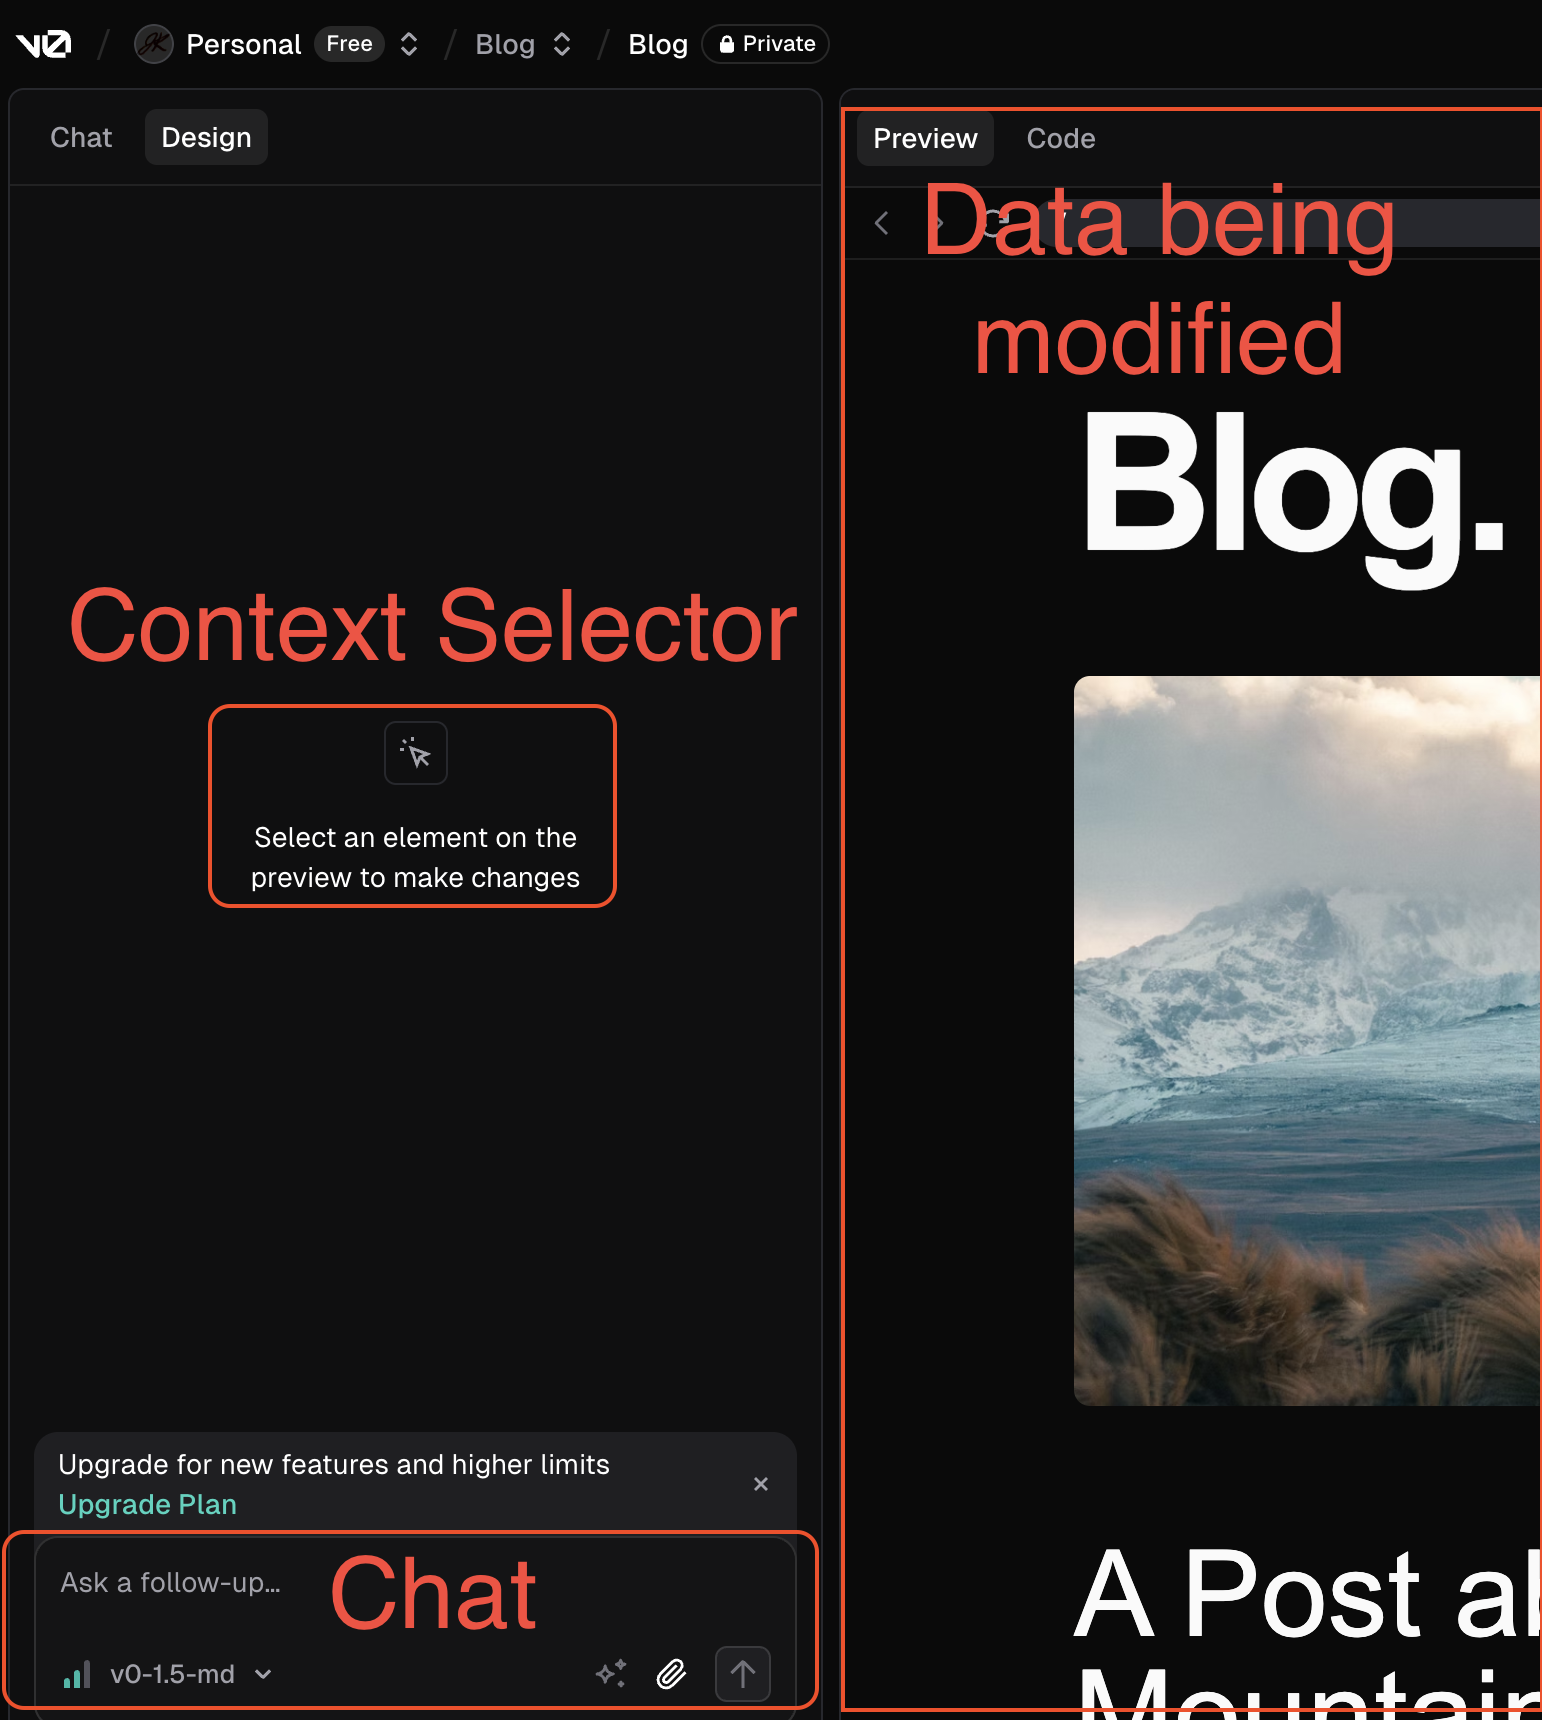 v0 / Personal Free / Blog / Blog Private
Chat Design
Context Selector
Select an element on the
preview to make changes
Upgrade for new features and higher limits
Upgrade Plan
Ask a follow-up...
Chat
v0-1.5-md
Preview Code
/
Data being
modified
Blog.
A Post
Mountain